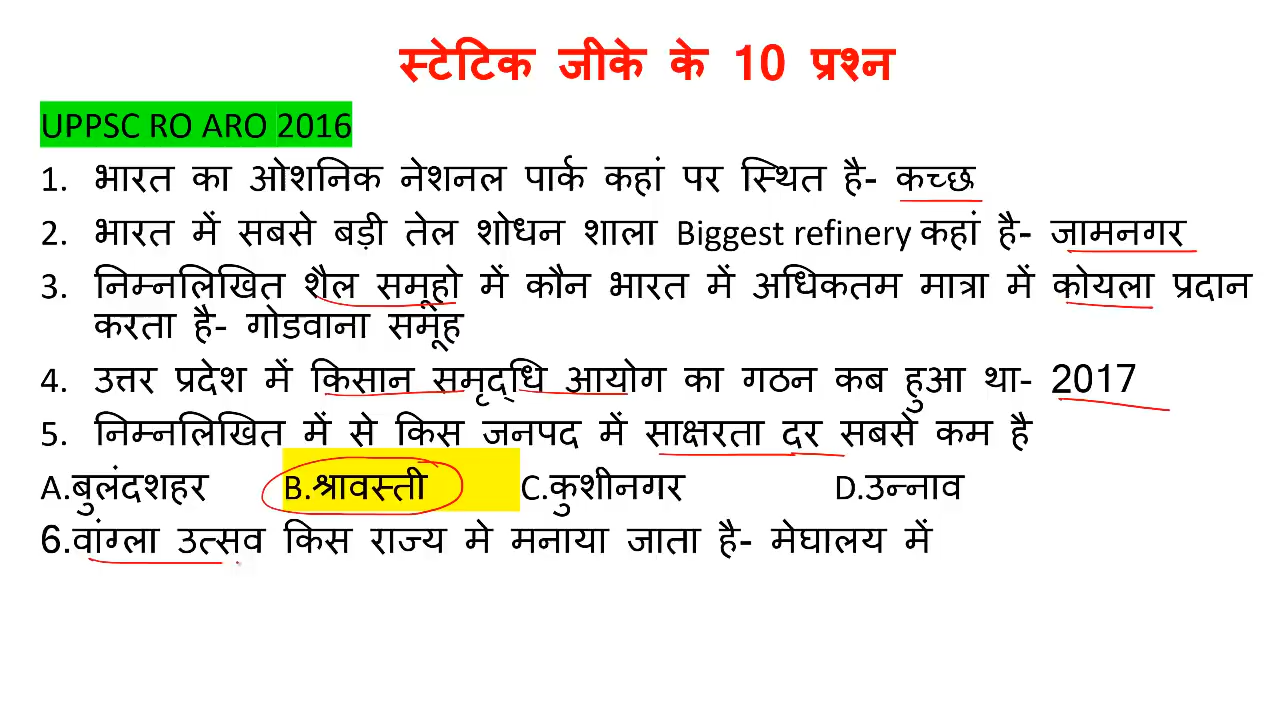 स्टेटिक जीके के 10 प्रश्न
UPPSC RO ARO 2016
1. भारत का ओशनिक नेशनल पार्क कहां पर स्थित है- कच्छ
2. भारत में सबसे बड़ी तेल शोधन शाला Biggest refinery कहां है- जामनगर
3. निम्नलिखित शैल समूहो में कौन भारत में अधिकतम मात्रा में कोयला प्रदान
करता है- गोडवाना समूह
4. उत्तर प्रदेश में किसान समृद्धि आयोग का गठन कब हुआ था- 2017
5. निम्नलिखित में से किस जनपद में साक्षरता दर सबसे कम है
A.बुलंदशहर B.श्रावस्ती C.कुशीनगर D.उन्नाव
6.वांग्ला उत्सव किस राज्य मे मनाया जाता है- मेघालय में